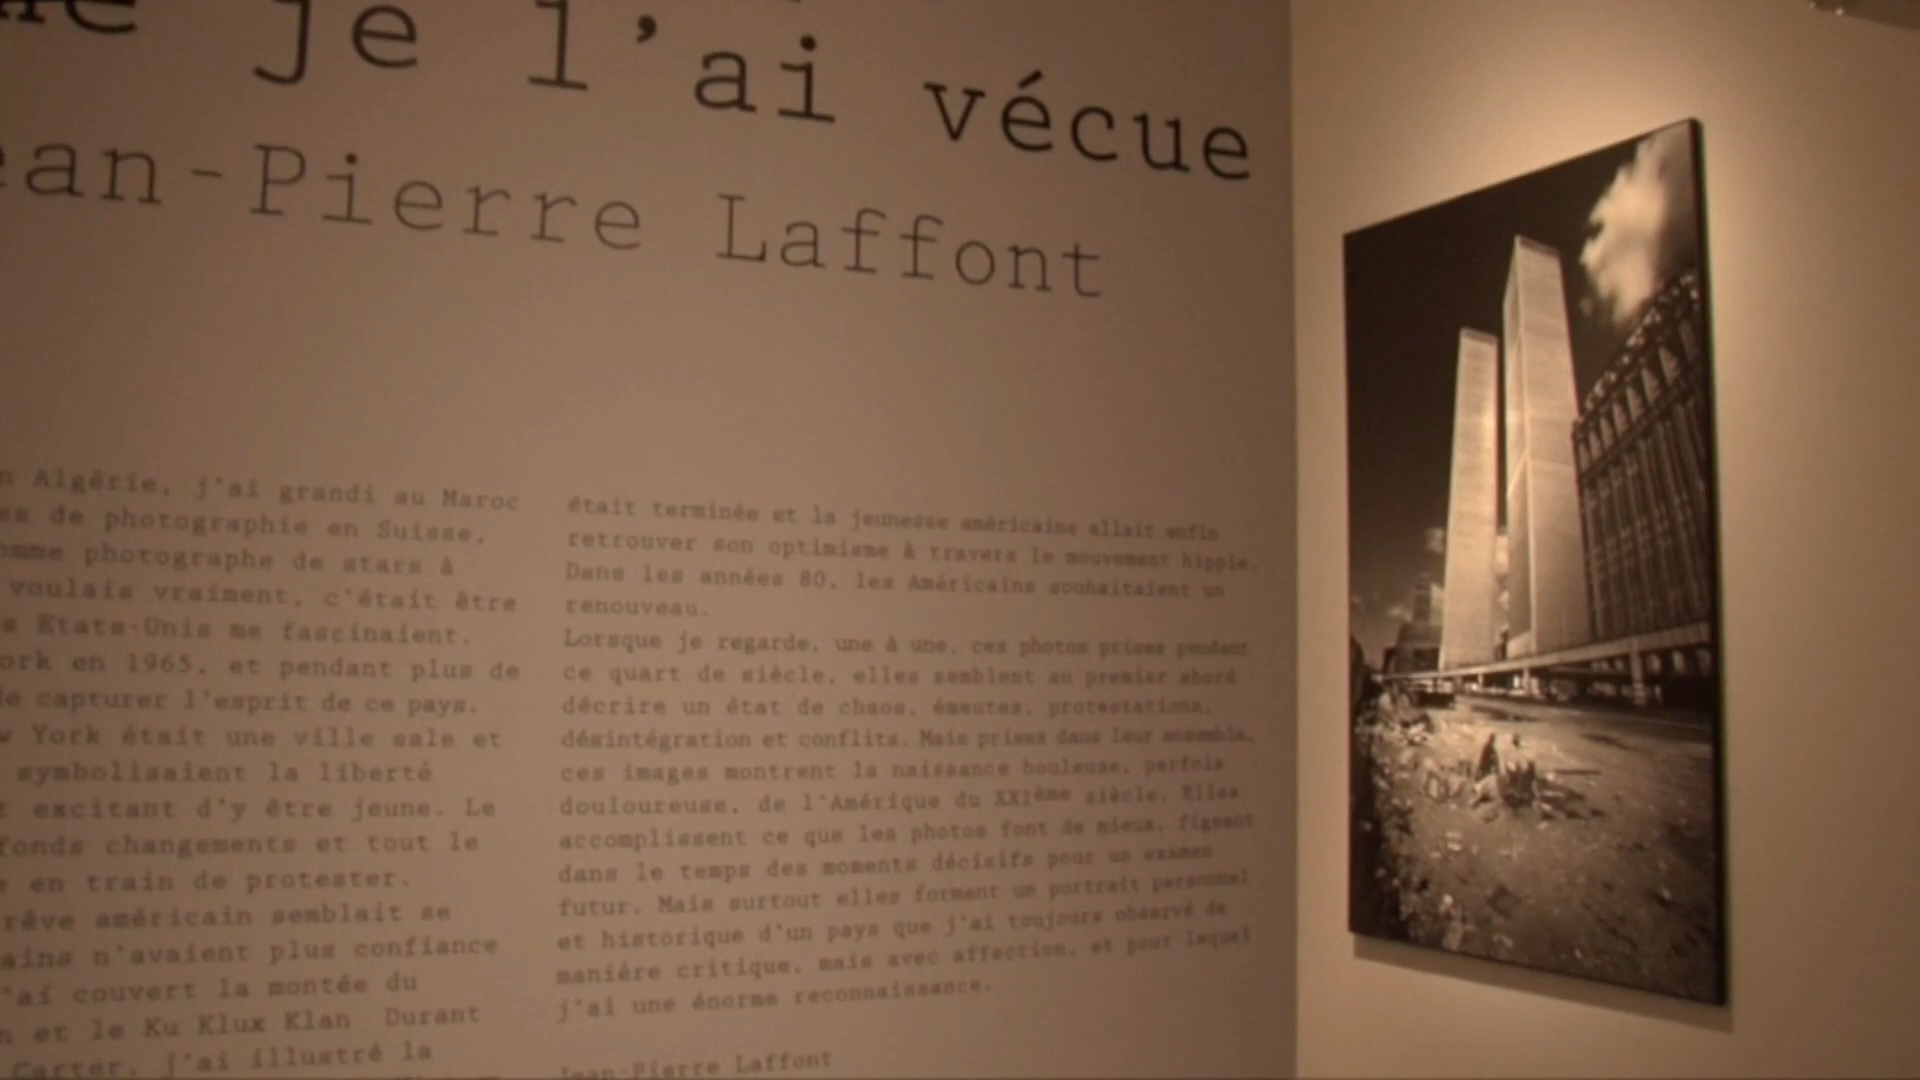 je l'ai vécue
Jean-Pierre Laffont
n Algérie, j'ai grandi au Maroc
es de photographie en Suisse.
omme photographe de stars à
voulais vraiment, c'était être
s Etats-Unis me fascinaient.
ork en 1965, et pendant plus de
de capturer l'esprit de ce pays.
w York était une ville sale et
symbolisaient la liberté
t excitant d'y être jeune. Le
fonds changements et tout le
en train de protester.
rêve américain semblait se
ains n'avaient plus confiance
'ai couvert la montée du
n et le Ku Klux Klan Durant
Carter, j'ai illustré la
était terminée et la jeunesse américaine allait enfin
retrouver son optimisme à travers le mouvement hippie.
Dans les années 80, les Américains souhaitaient un
renouveau.
Lorsque je regarde, une à une, ces photos prises pendant
ce quart de siècle, elles semblent au premier abord
décrire un état de chaos, émeutes, protestations,
désintégration et conflits. Mais prises dans leur ensemble,
ces images montrent la naissance houleuse, parfois
douloureuse, de l'Amérique du XXIème siècle. Elles
accomplissent ce que les photos font de mieux, figeant
dans le temps des moments décisifs pour un examen
futur. Mais surtout elles forment un portrait personnel
et historique d'un pays que j'ai toujours observé de
manière critique, mais avec affection, et pour lequel
j'ai une énorme reconnaissance.
Jean-Pierre Laffont